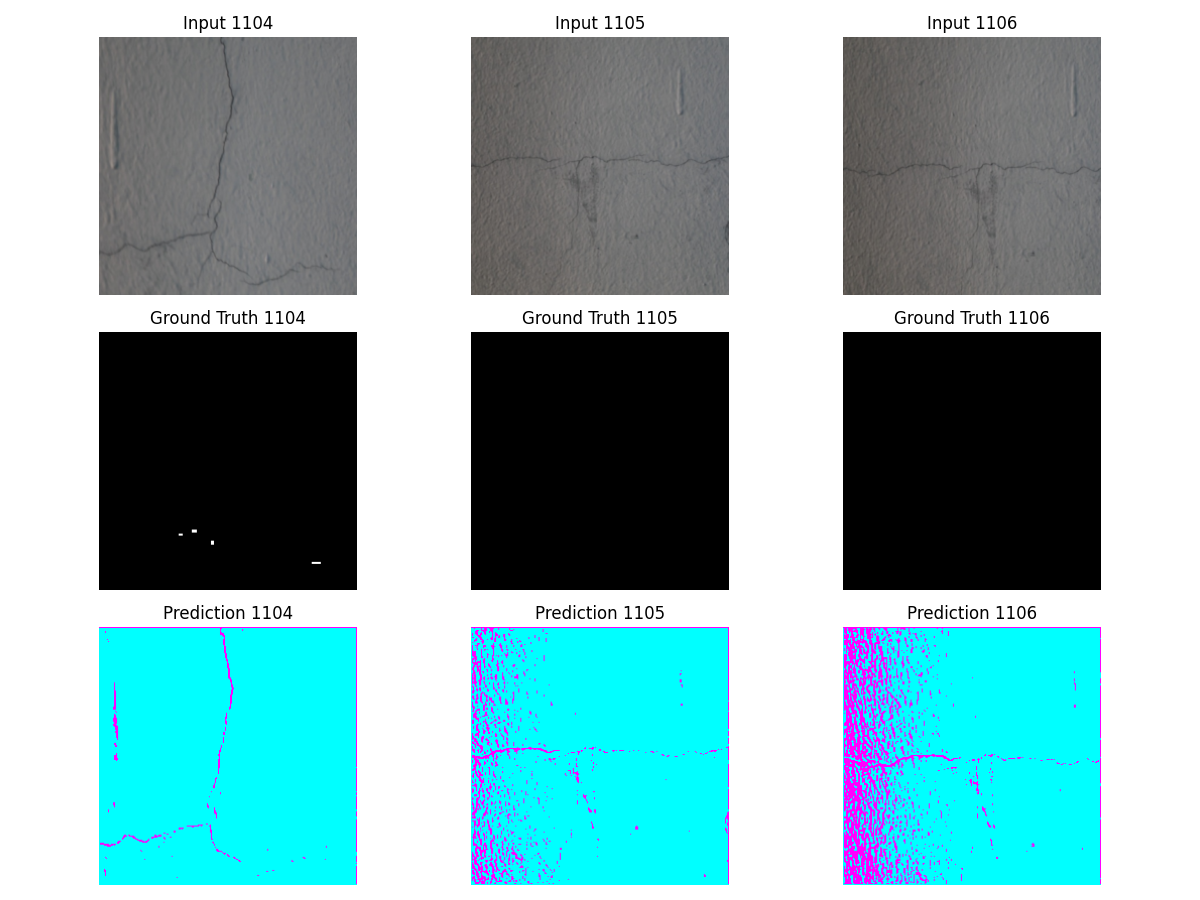 Input 1104
Input 1105
Input 1106
Ground Truth 1104
Ground Truth 1105
Ground Truth 1106
Prediction 1104
Prediction 1105
Prediction 1106